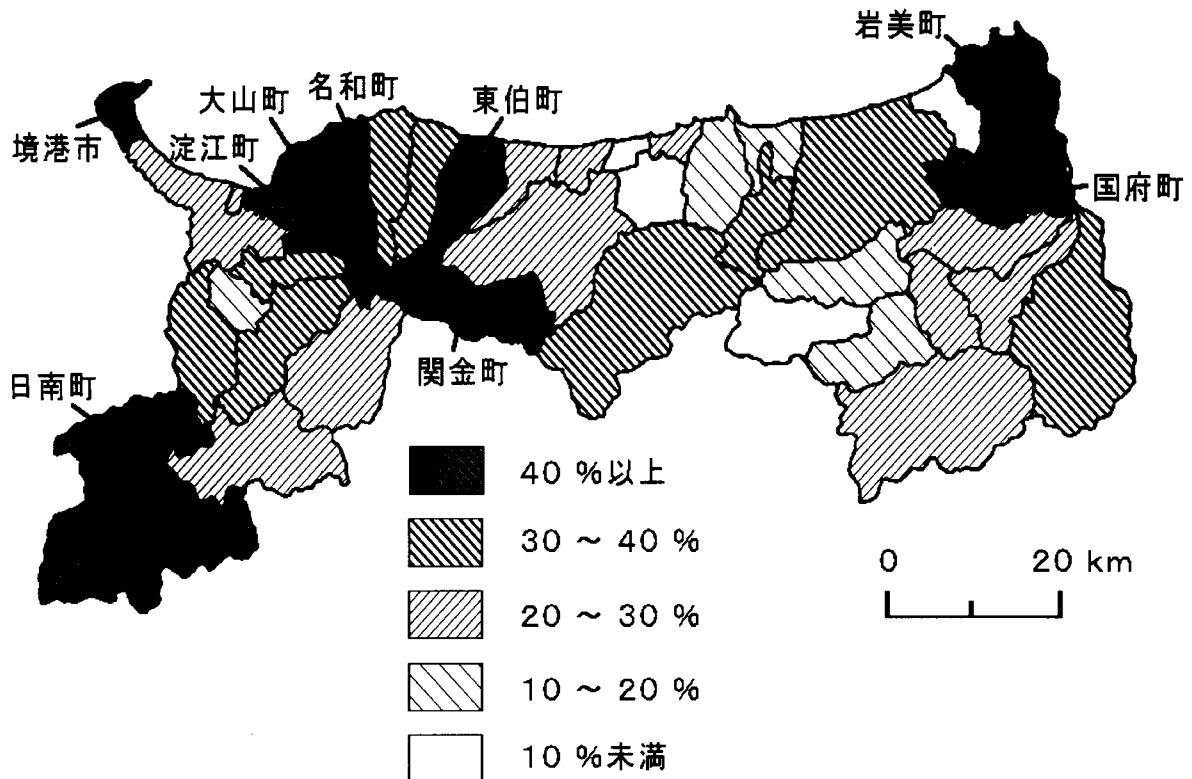 岩美町
名和町
大山町
東伯町
境港市
淀江町
国府町
関金町
日南町
40 %以上
30 ～ 40 %
20 ～ 30 %
10 ～ 20 %
10 %未満
0 20 km